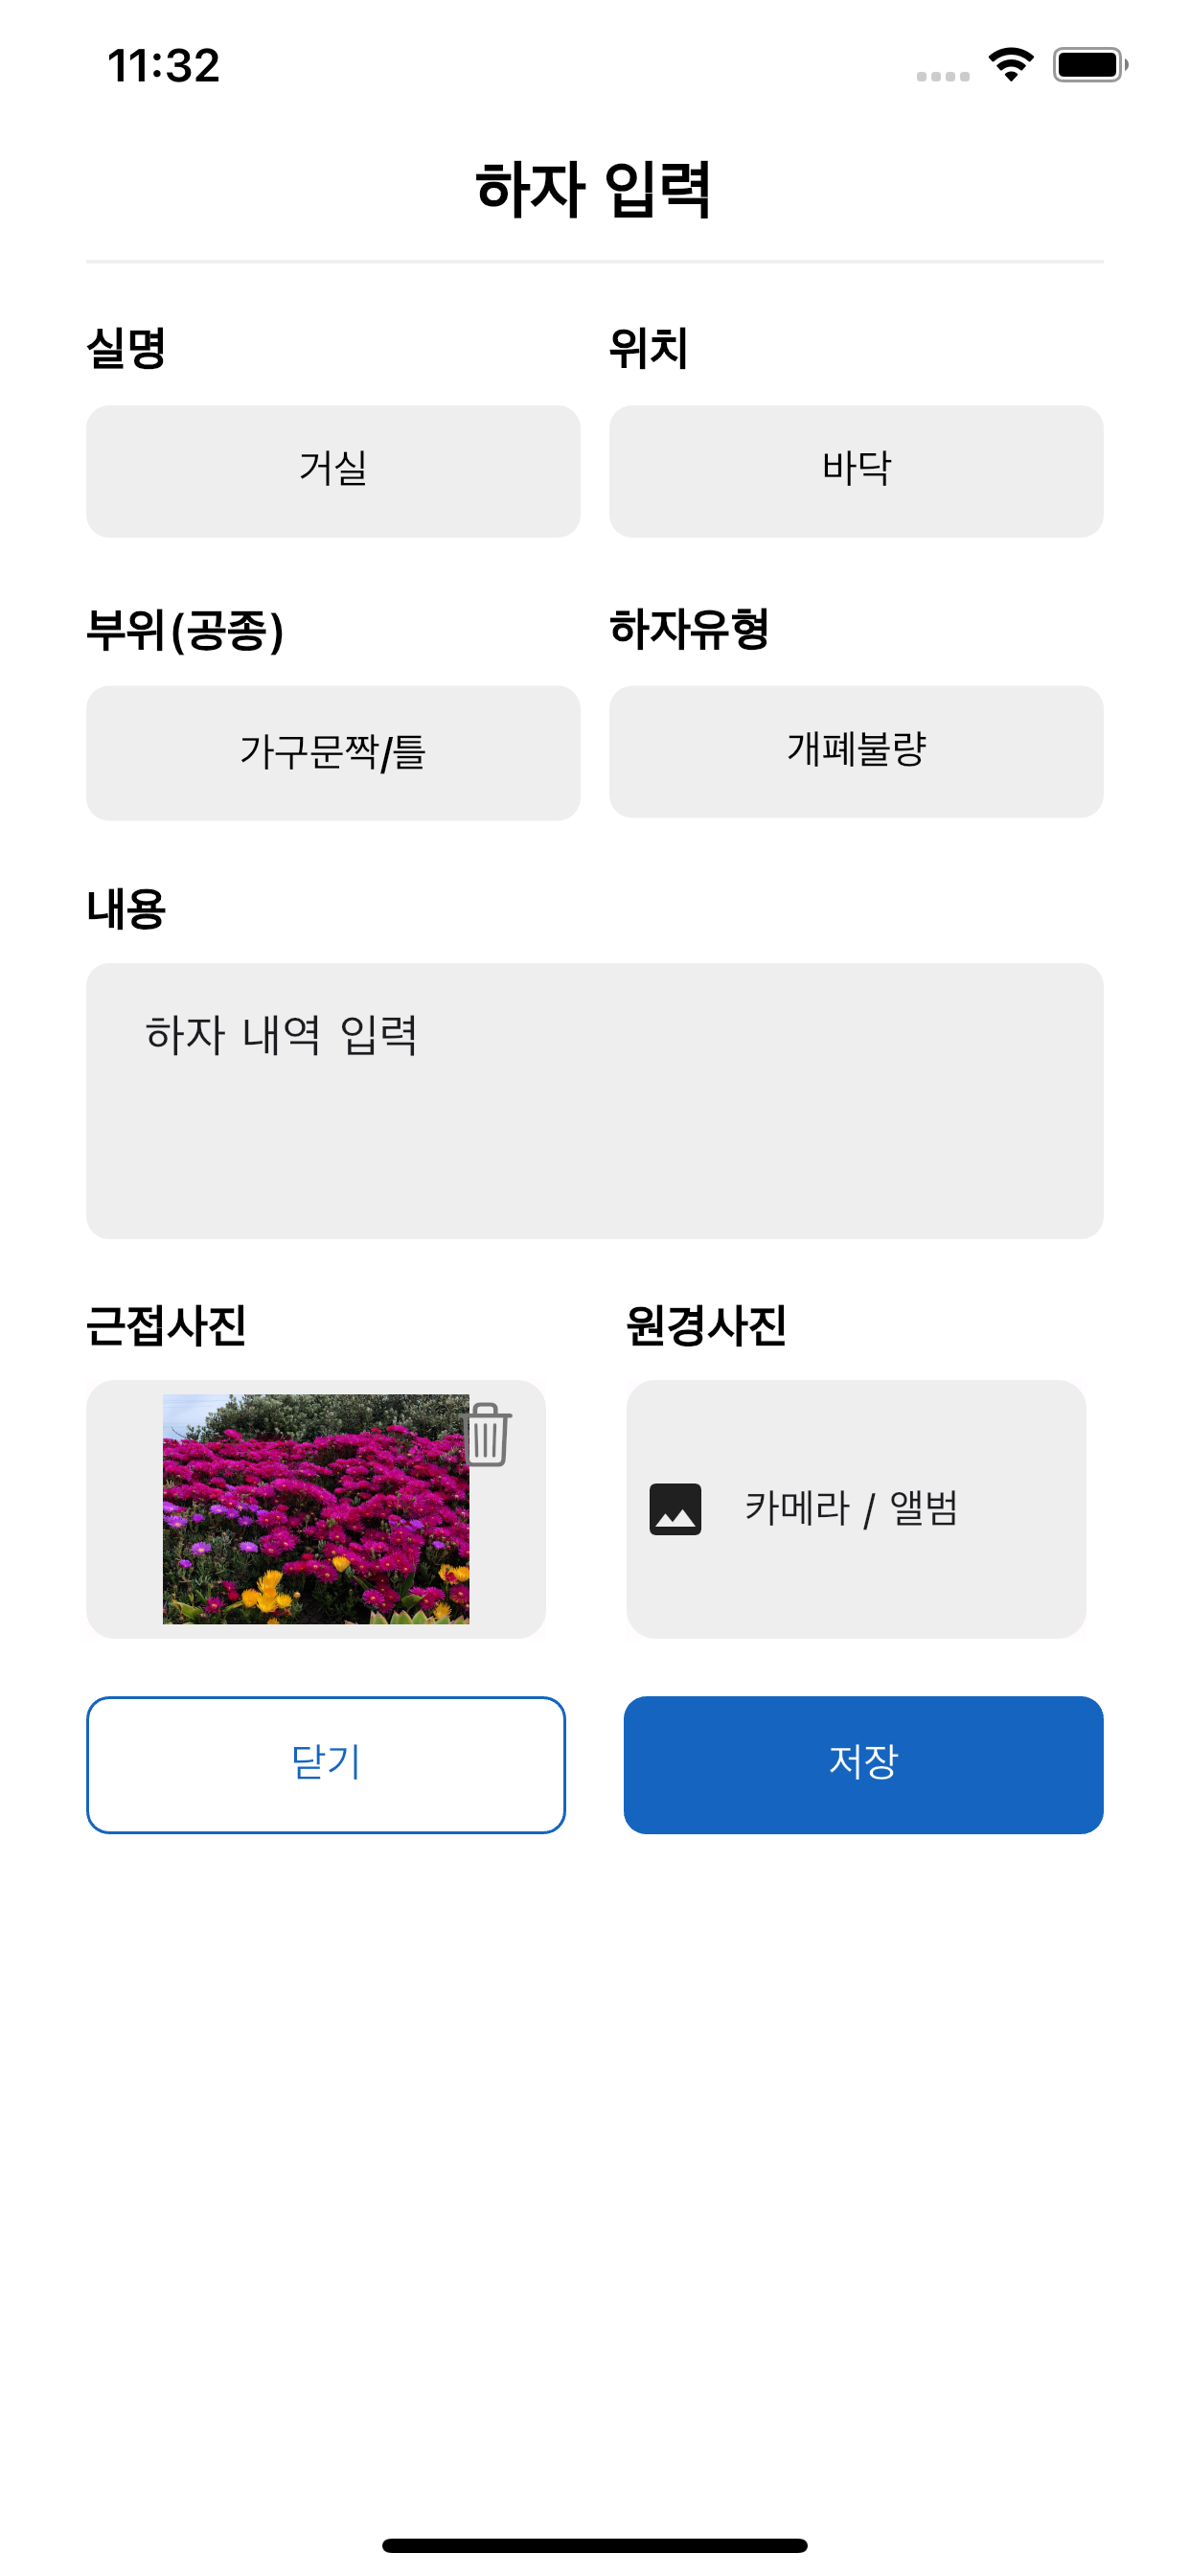 11:32
하자 입력
실명
위치
거실
바닥
부위(공종)
하자유형
가구문짝/틀
개폐불량
내용
하자 내역 입력
근접사진
원경사진
카메라 / 앨범
닫기
저장